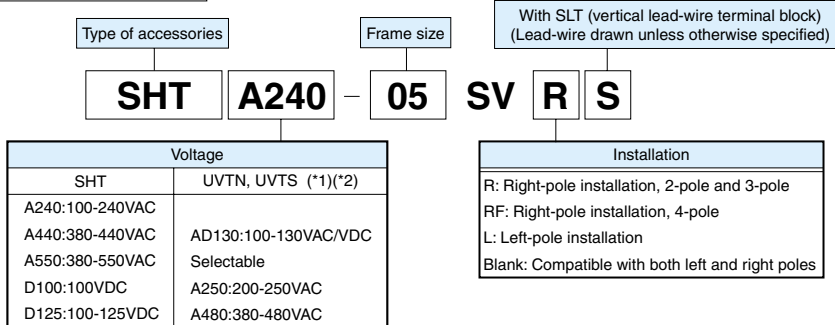 Type of accessories
Frame size
With SLT (vertical lead-wire terminal block)
(Lead-wire drawn unless otherwise specified)
SHT A240 – 05 SV R S
Voltage
SHT UVTN, UVTS (*1)(*2)
A240:100-240VAC
A440:380-440VAC AD130:100-130VAC/VDC
A550:380-550VAC Selectable
D100:100VDC A250:200-250VAC
D125:100-125VDC A480:380-480VAC
Installation
R: Right-pole installation, 2-pole and 3-pole
RF: Right-pole installation, 4-pole
L: Left-pole installation
Blank: Compatible with both left and right poles